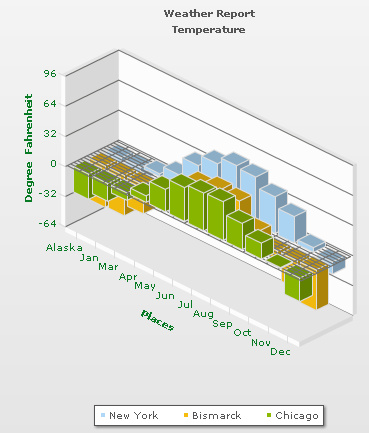 Weather Report
Temperature
Degree Fahrenheit
96
64
32
0
-32
-64
Alaska
Jan
Mar
Apr
May
Jun
Jul
Aug
Sep
Oct
Nov
Dec
Places
New York
Bismarck
Chicago